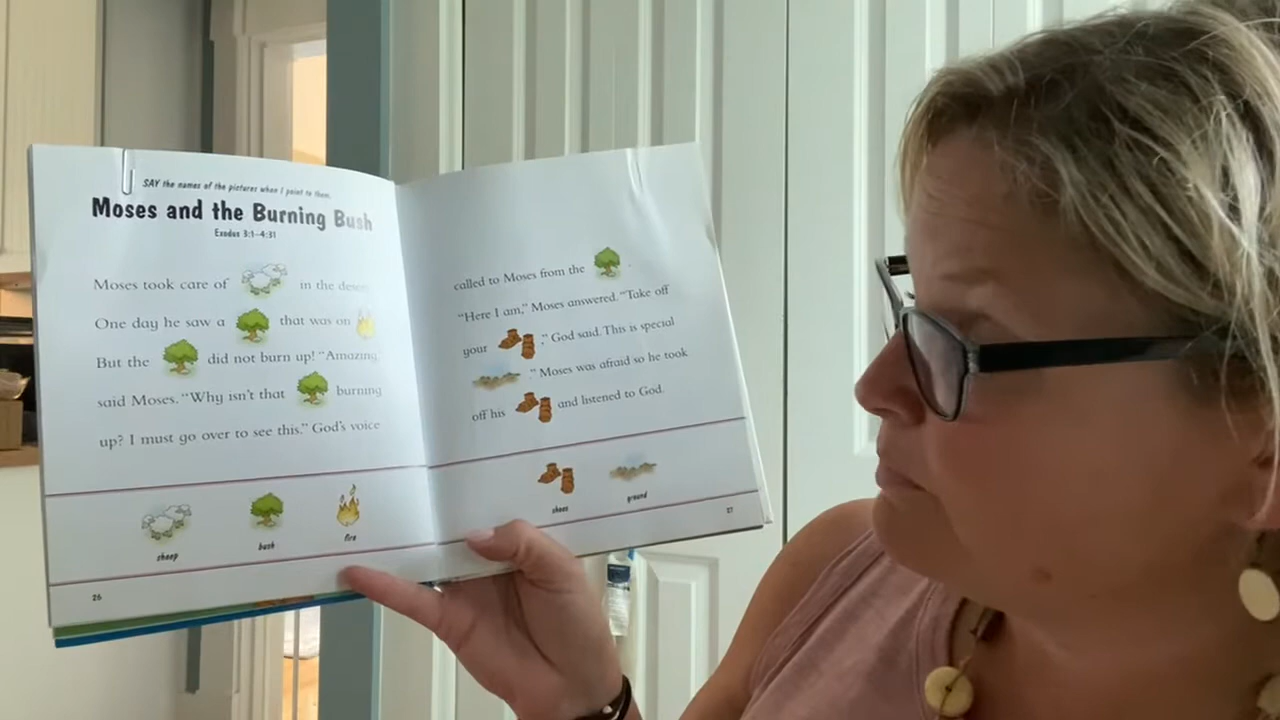 SAY the names of the pictures when I point to them.
Moses and the Burning Bush
Exodus 3:1–4:31
Moses took care of in the desert
One day he saw a that was on
But the did not burn up! "Amazing,"
said Moses. "Why isn't that burning
up? I must go over to see this." God's voice
sheep bush fire
26
called to Moses from the .
"Here I am," Moses answered. "Take off
your ," God said. This is special
." Moses was afraid so he took
off his and listened to God.
shoes ground
27